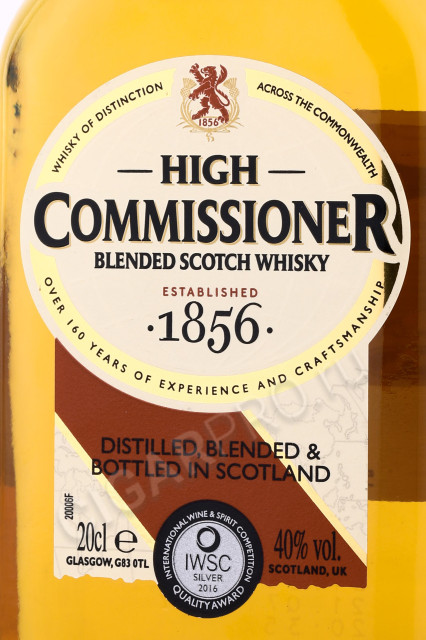 WHISKY OF DISTINCTION
ACROSS THE COMMONWEALTH
1856
HIGH
COMMISSIONER
BLENDED SCOTCH WHISKY
ESTABLISHED
·1856·
OVER 160 YEARS OF EXPERIENCE AND CRAFTSMANSHIP
DISTILLED, BLENDED &
BOTTLED IN SCOTLAND
20006F
20cl e
GLASGOW, G83 0TL
40% vol.
SCOTLAND, UK
INTERNATIONAL WINE & SPIRIT COMPETITION
IWSC
SILVER
2016
QUALITY AWARD